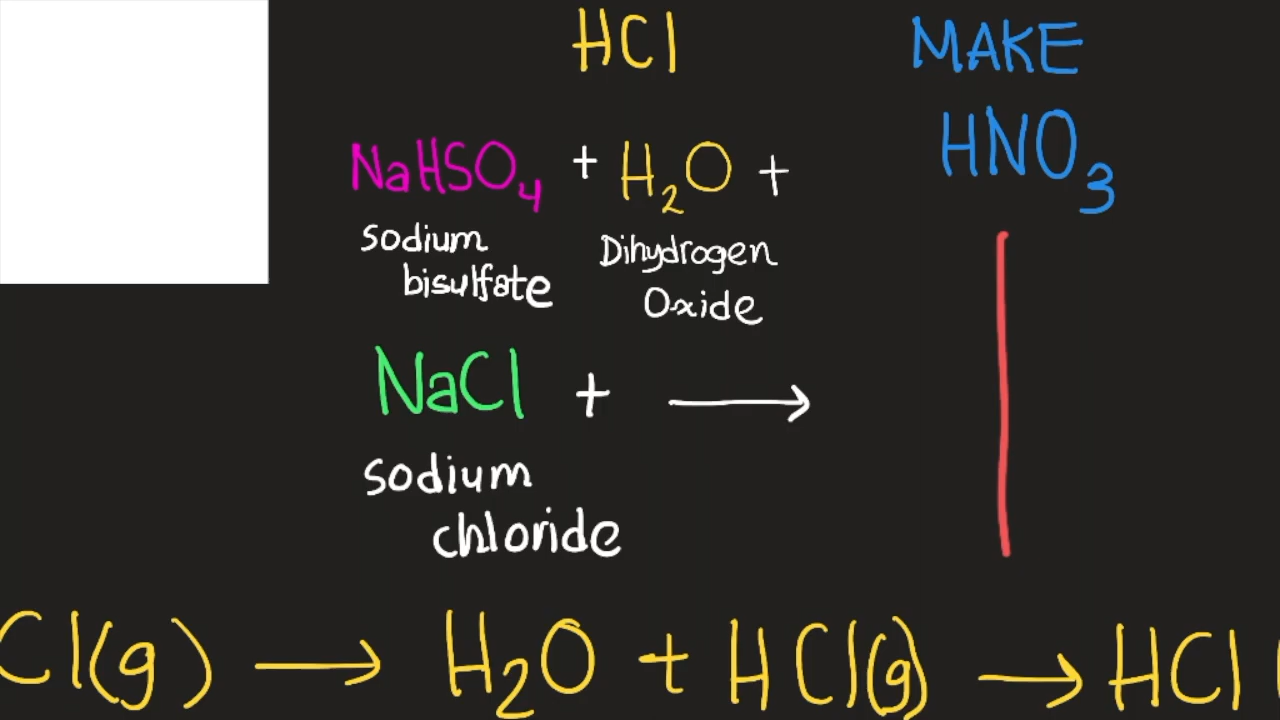 HCl
MAKE
HNO₃
NaHSO₄ + H₂O +
sodium bisulfate
Dihydrogen Oxide
NaCl + →
sodium chloride
Cl(g) → H₂O + HCl(g) → HCl